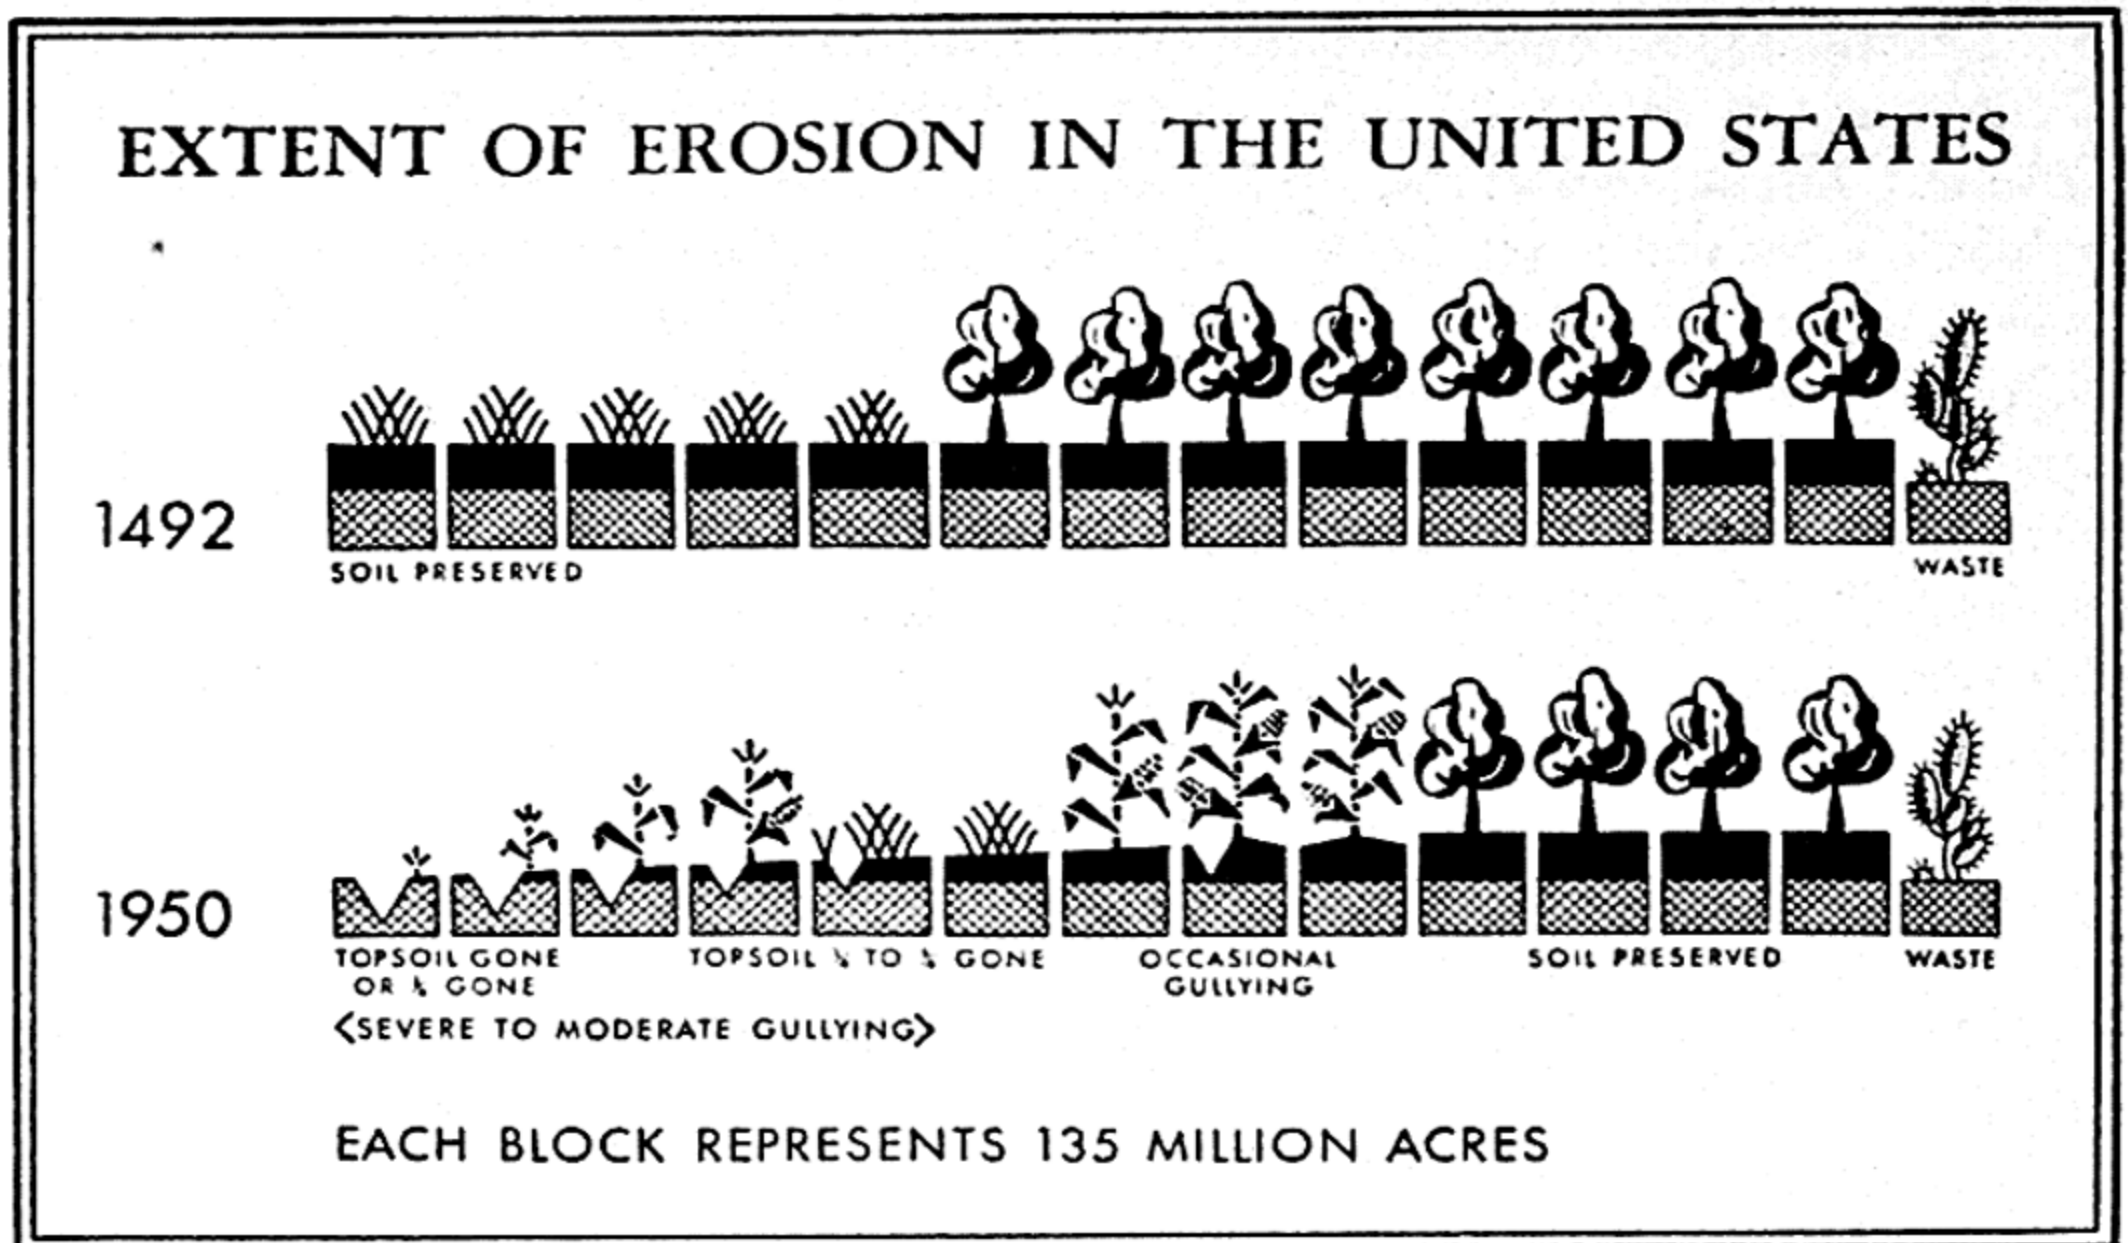 EXTENT OF EROSION IN THE UNITED STATES
1492
SOIL PRESERVED
WASTE
1950
TOPSOIL GONE
OR GONE
TOPSOIL TO GONE
OCCASIONAL
GULLYING
SOIL PRESERVED
WASTE
<SEVERE TO MODERATE GULLYING>
EACH BLOCK REPRESENTS 135 MILLION ACRES